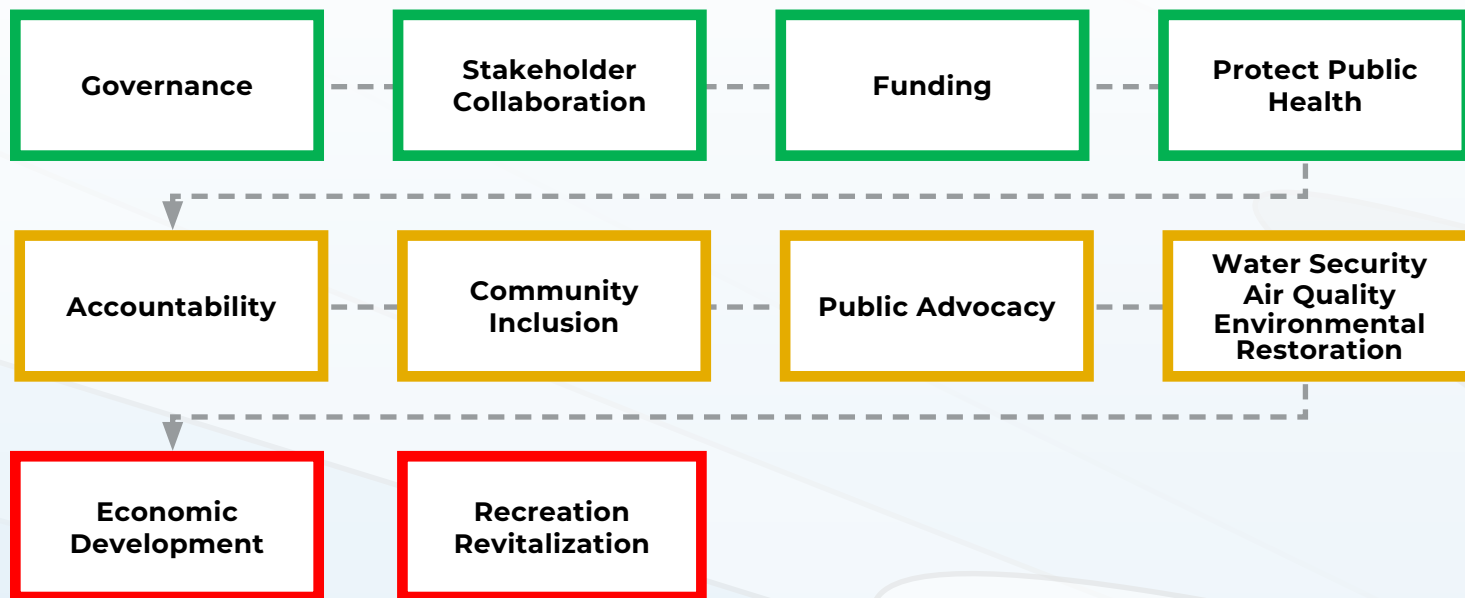 Governance
Stakeholder
Collaboration
Funding
Protect Public
Health
Accountability
Community
Inclusion
Public Advocacy
Water Security
Air Quality
Environmental
Restoration
Economic
Development
Recreation
Revitalization